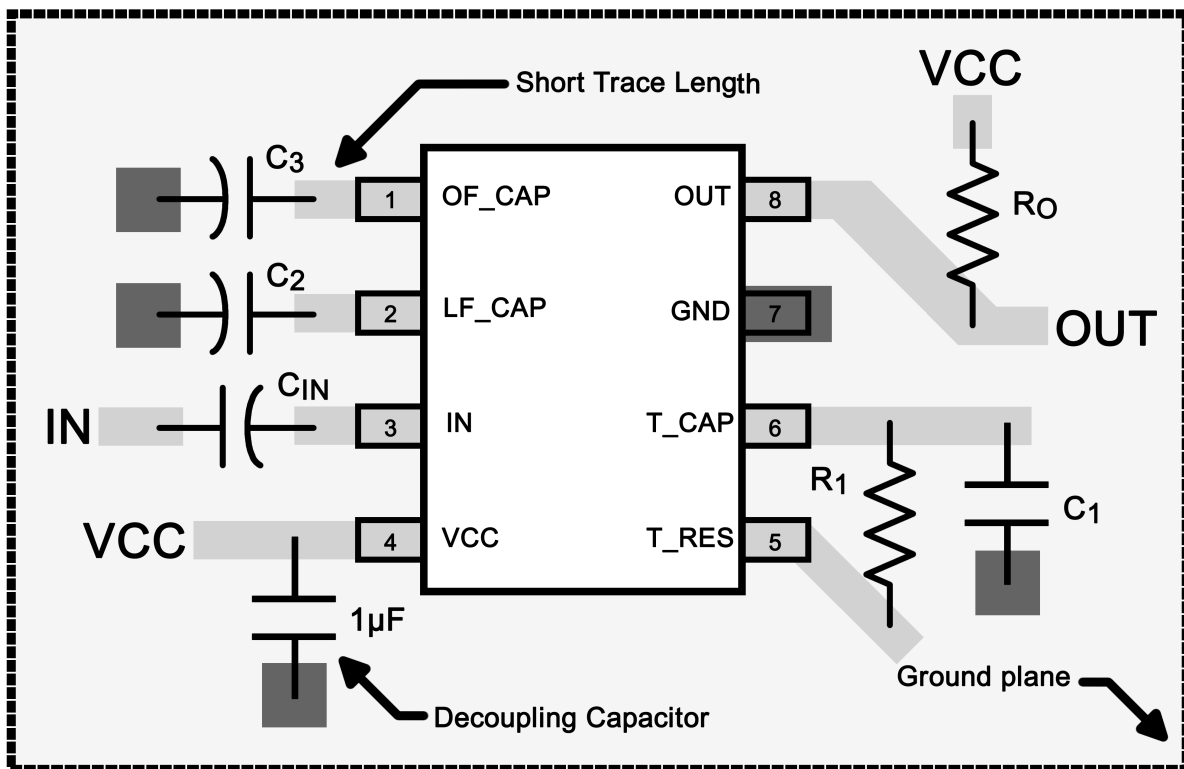 Short Trace Length
VCC
C3
1
OF_CAP
OUT
8
RO
C2
2
LF_CAP
GND
7
OUT
CIN
IN
3
IN
T_CAP
6
R1
C1
VCC
4
VCC
T_RES
5
1µF
Ground plane
Decoupling Capacitor